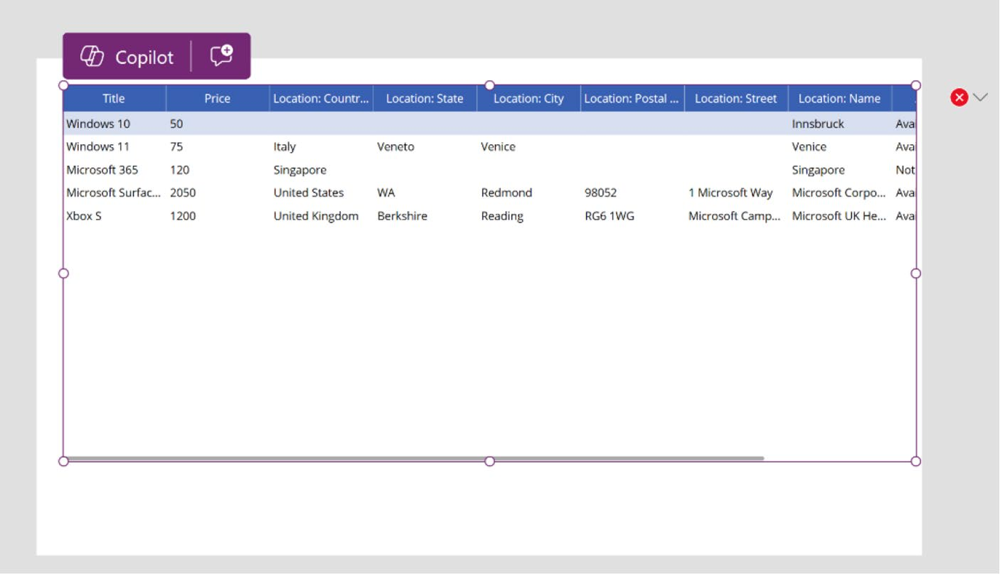 Copilot
Title Price Location: Countr... Location: State Location: City Location: Postal ... Location: Street Location: Name
Windows 10 50 Innsbruck Ava
Windows 11 75 Italy Veneto Venice Venice Ava
Microsoft 365 120 Singapore Singapore Not
Microsoft Surfac... 2050 United States WA Redmond 98052 1 Microsoft Way Microsoft Corpo... Ava
Xbox S 1200 United Kingdom Berkshire Reading RG6 1WG Microsoft Camp... Microsoft UK He... Ava